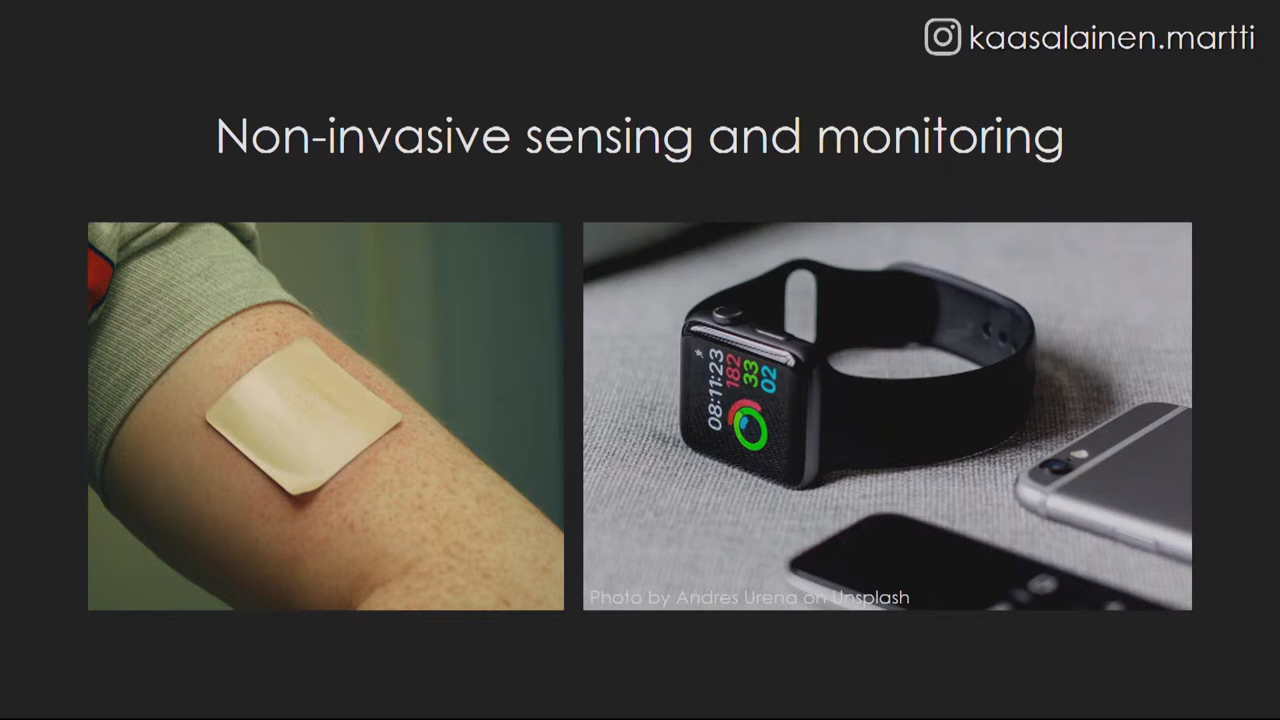 kaasalainen.martti
Non-invasive sensing and monitoring
08:11:23
182
33
02
Photo by Andres Urena on Unsplash